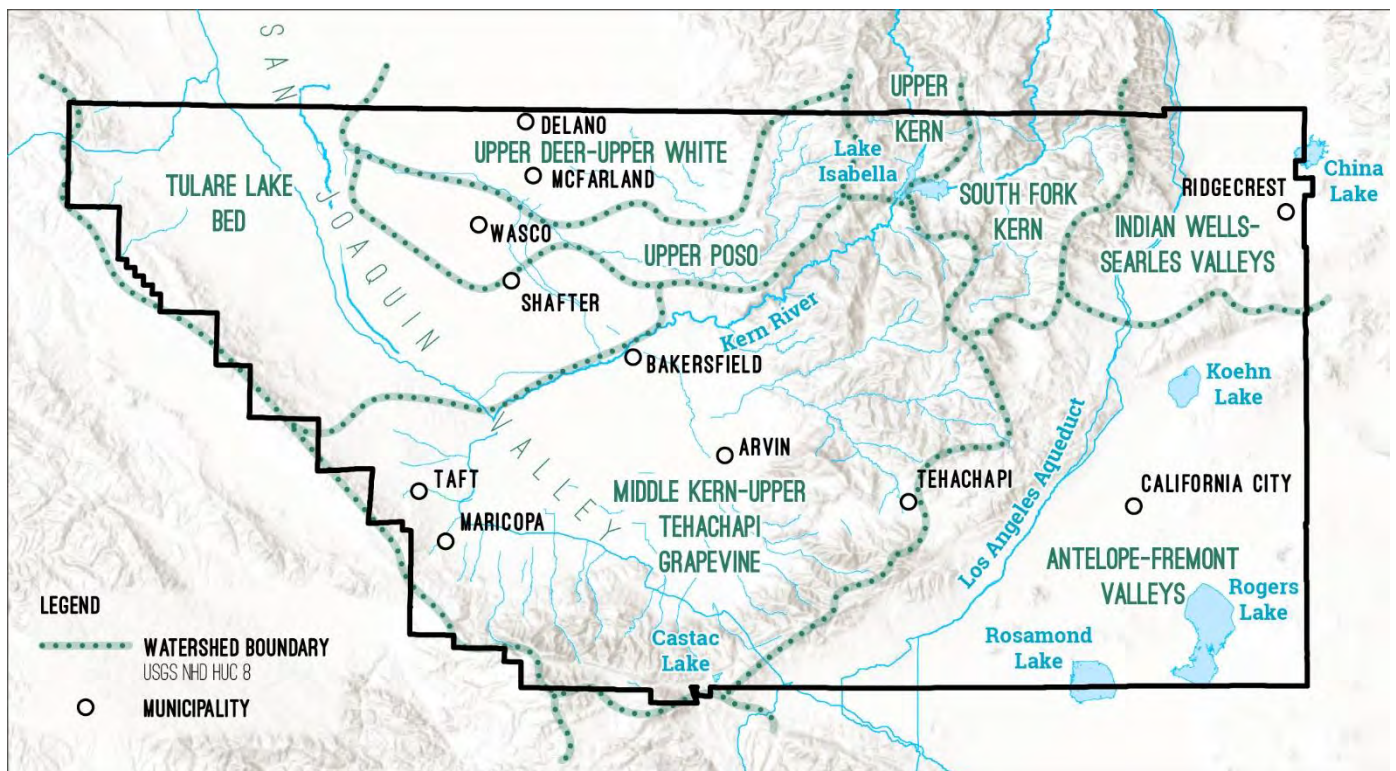 SAN
JOAQUIN
VALLEY
UPPER
KERN
DELANO
UPPER DEER-UPPER WHITE
MCFARLAND
Lake
Isabella
TULARE LAKE
BED
SOUTH FORK
KERN
RIDGECREST
China
Lake
WASCO
UPPER POSO
INDIAN WELLS-
SEARLES VALLEYS
SHAFTER
Kern River
BAKERSFIELD
Koehn
Lake
ARVIN
TAFT
TEHACHAPI
Los Angeles Aqueduct
CALIFORNIA CITY
MIDDLE KERN-UPPER
TEHACHAPI
GRAPEVINE
MARICOPA
ANTELOPE-FREMONT
VALLEYS
Rogers
Lake
Rosamond
Lake
Castac
Lake
LEGEND
WATERSHED BOUNDARY
USGS NHD HUC 8
MUNICIPALITY